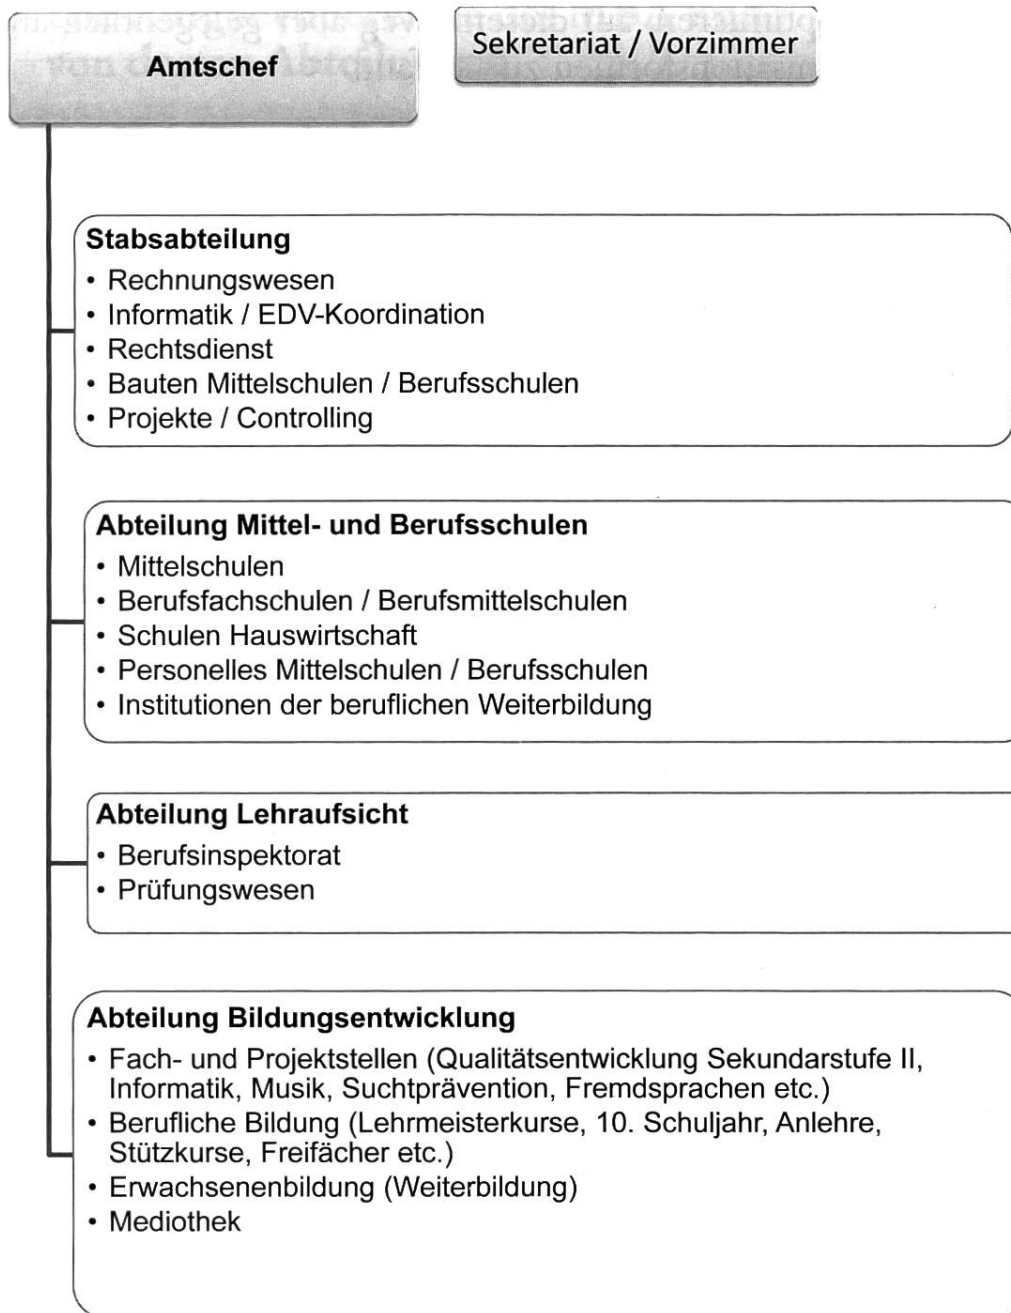 Amtschef
Sekretariat / Vorzimmer
Stabsabteilung
• Rechnungswesen
• Informatik / EDV-Koordination
• Rechtsdienst
• Bauten Mittelschulen / Berufsschulen
• Projekte / Controlling
Abteilung Mittel- und Berufsschulen
• Mittelschulen
• Berufsfachschulen / Berufsmittelschulen
• Schulen Hauswirtschaft
• Personelles Mittelschulen / Berufsschulen
• Institutionen der beruflichen Weiterbildung
Abteilung Lehraufsicht
• Berufsinspektorat
• Prüfungswesen
Abteilung Bildungsentwicklung
• Fach- und Projektstellen (Qualitätsentwicklung Sekundarstufe II,
Informatik, Musik, Suchtprävention, Fremdsprachen etc.)
• Berufliche Bildung (Lehrmeisterkurse, 10. Schuljahr, Anlehre,
Stützkurse, Freifächer etc.)
• Erwachsenenbildung (Weiterbildung)
• Mediothek